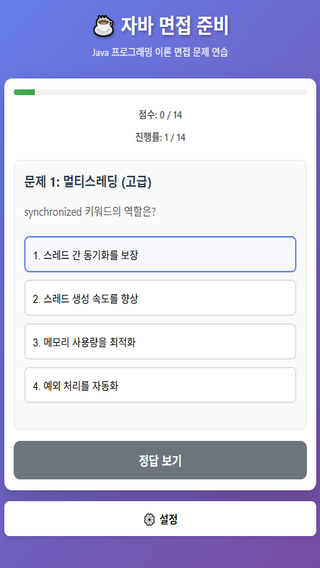 ☕ 자바 면접 준비
Java 프로그래밍 이론 면접 문제 연습
점수: 0 / 14
진행률: 1 / 14
문제 1: 멀티스레딩 (고급)
synchronized 키워드의 역할은?
1. 스레드 간 동기화를 보장
2. 스레드 생성 속도를 향상
3. 메모리 사용량을 최적화
4. 예외 처리를 자동화
정답 보기
⚙ 설정